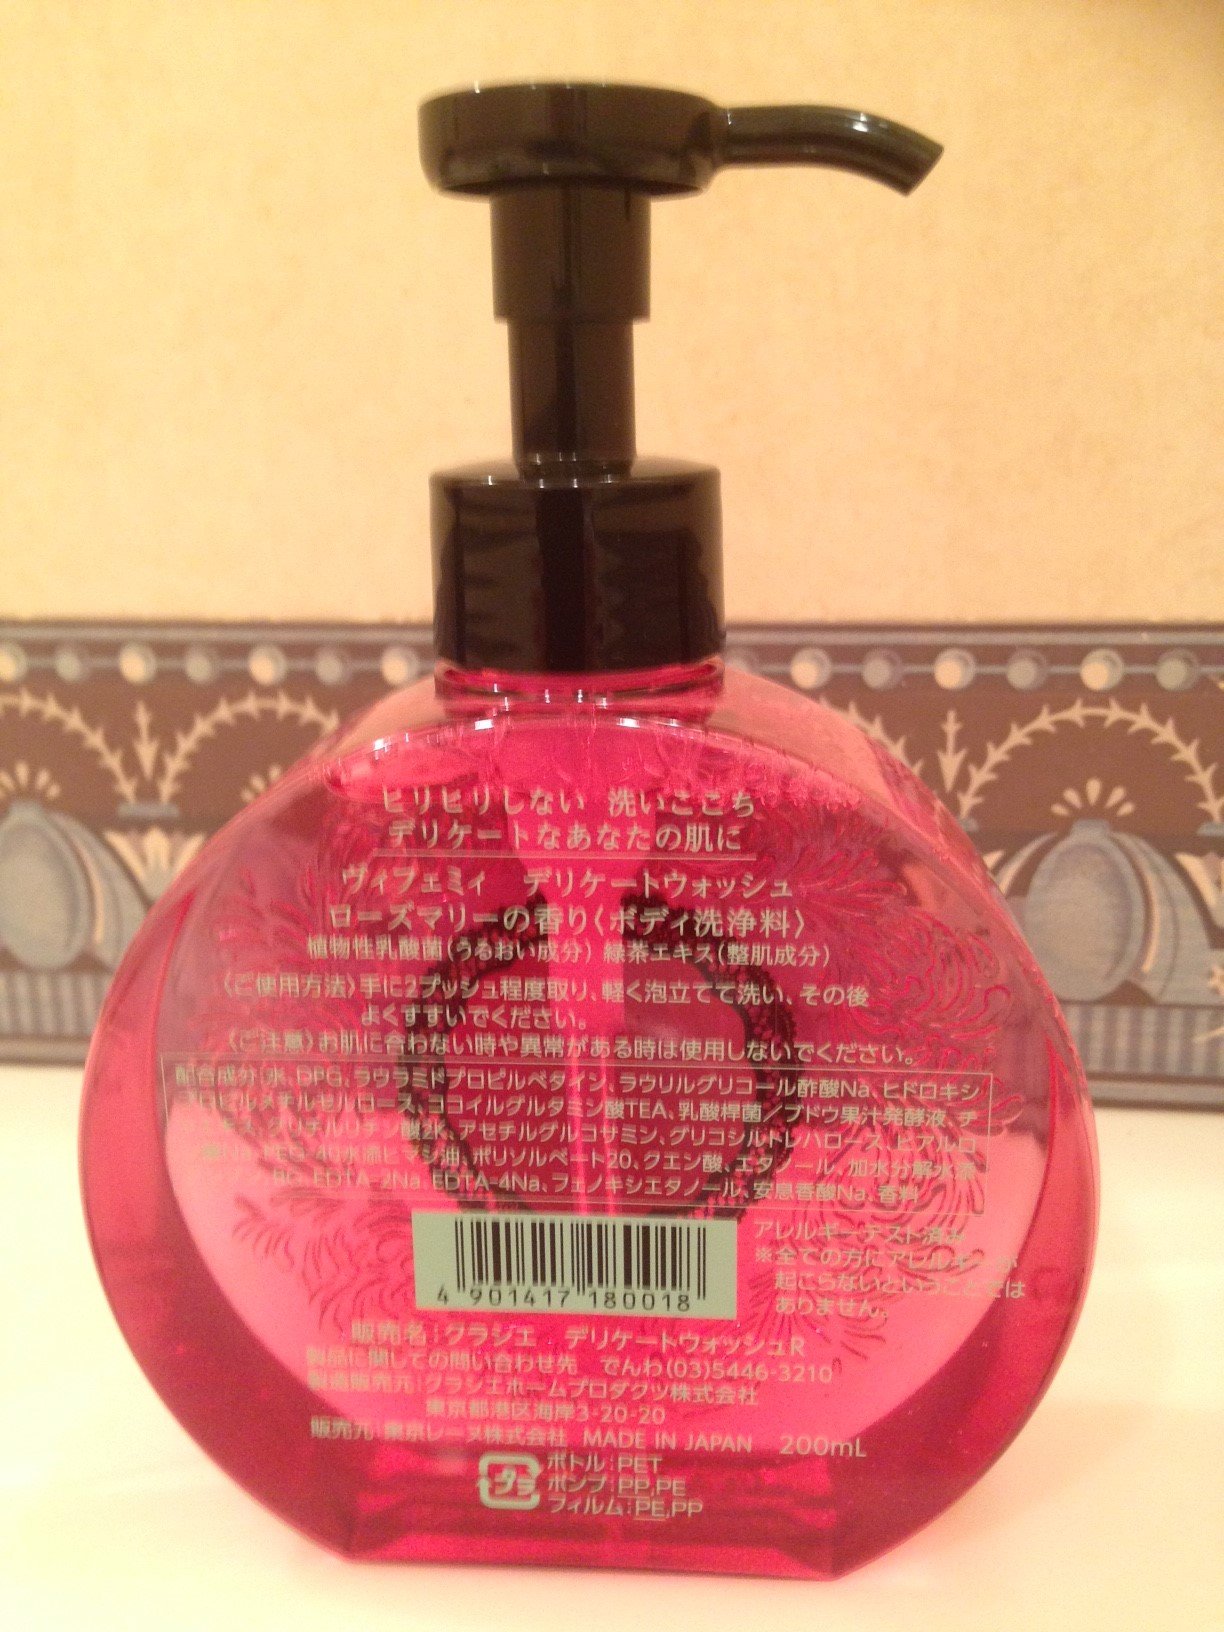 ヒリヒリしない 洗いここち
デリケートなあなたの肌に
ヴィフェミィ デリケートウォッシュ
ローズマリーの香り〈ボディ洗浄料〉
植物性乳酸菌(うるおい成分) 緑茶エキス(整肌成分)
〈ご使用方法〉手に2プッシュ程度取り、軽く泡立てて洗い、その後
よくすすいでください。
〈ご注意〉お肌に合わない時や異常がある時は使用しないでください。
配合成分:水、DPG、ラウラミドプロピルベタイン、ラウリルグリコール酢酸Na、ヒドロキシ
プロピルメチルセルロース、ココイルグルタミン酸TEA、乳酸桿菌/ブドウ果汁発酵液、チ
グリチルリチン酸2K、アセチルグルコサミン、グリコシルトレハロース、ヒアルロ
PEG-40水添ヒマシ油、ポリソルベート20、クエン酸、エタノール、加水分解水添
BG、EDTA-2Na、EDTA-4Na、フェノキシエタノール、安息香酸Na、香料
アレルギーテスト済み
※全ての方にアレルギーが
起こらないということでは
ありません。
4 901417 180018
販売名:クラシエ デリケートウォッシュR
製品に関しての問い合わせ先 でんわ(03)5446-3210
製造販売元:クラシエホームプロダクツ株式会社
東京都港区海岸3-20-20
販売元:東京レーヌ株式会社 MADE IN JAPAN 200mL
プラ
ボトル:PET
ポンプ:PP,PE
フィルム:PE,PP